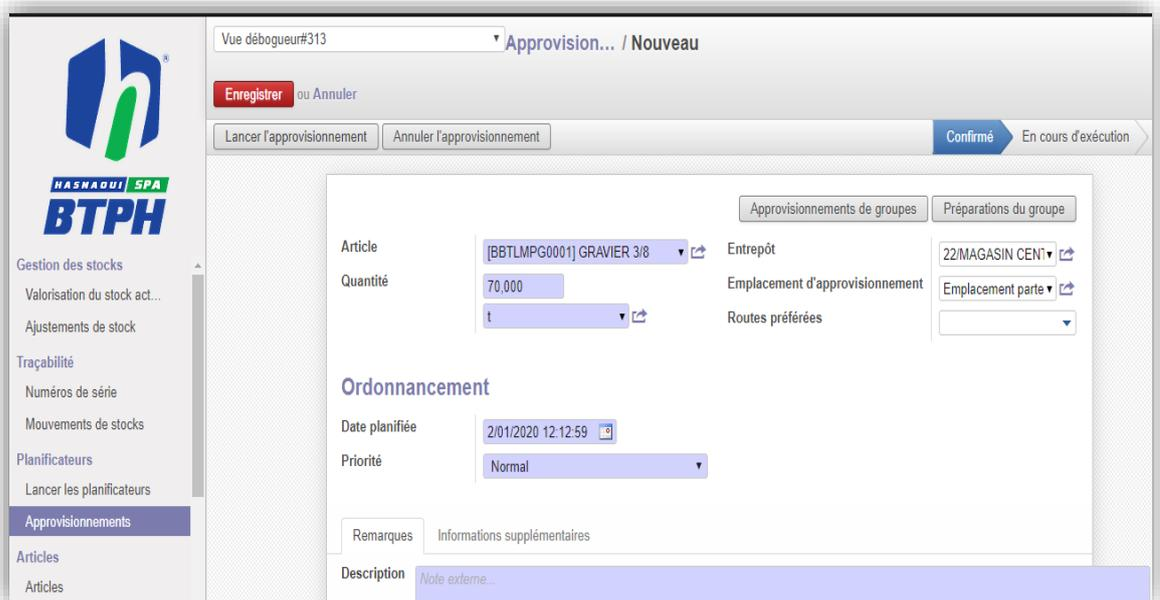 Vue débogueur#313
Approvision... / Nouveau
Enregistrer ou Annuler
Lancer l'approvisionnement Annuler l'approvisionnement
Confirmé En cours d'exécution
HASNAOUI SPA
BTPH
Gestion des stocks
Valorisation du stock act...
Ajustements de stock
Traçabilité
Numéros de série
Mouvements de stocks
Planificateurs
Lancer les planificateurs
Approvisionnements
Articles
Articles
Approvisionnements de groupes Préparations du groupe
Article [BBTLMPG0001] GRAVIER 3/8
Quantité 70,000
t
Entrepôt 22/MAGASIN CENT
Emplacement d'approvisionnement Emplacement parte
Routes préférées
Ordonnancement
Date planifiée 2/01/2020 12:12:59
Priorité Normal
Remarques Informations supplémentaires
Description Note externe...